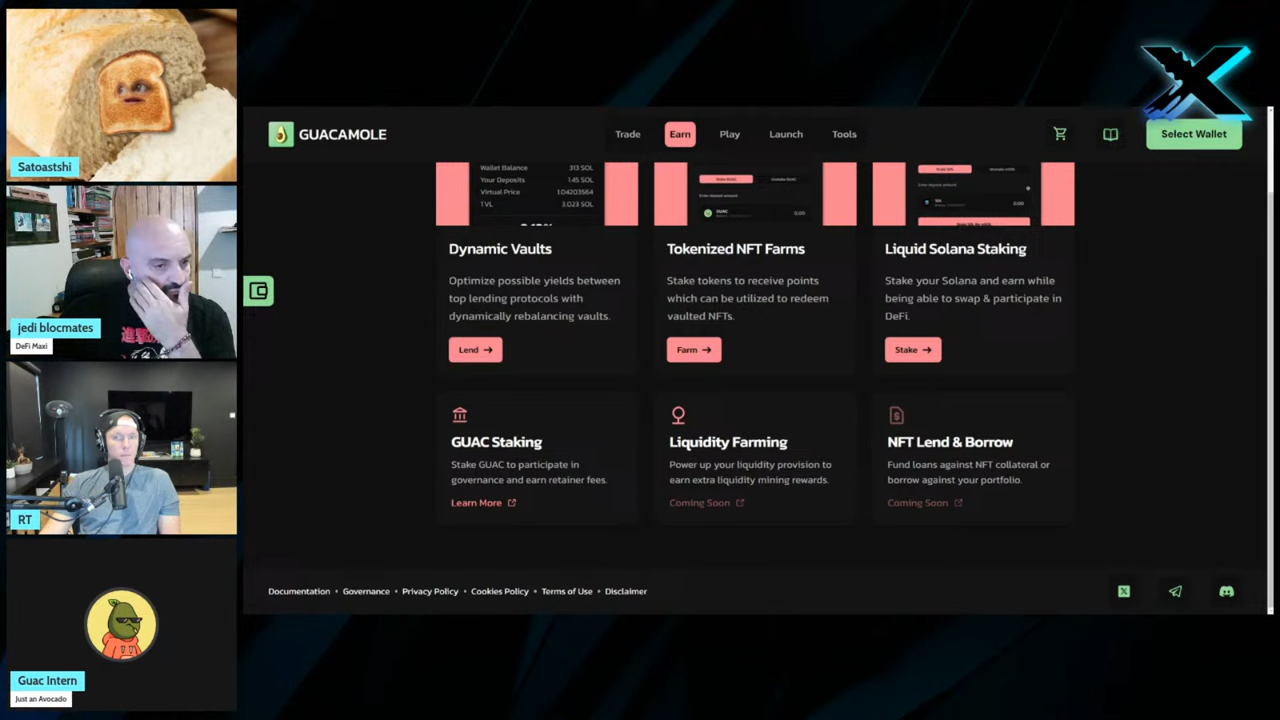 Satoastshi
jedi blocmates
DeFi Maxi
RT
Guac Intern
Just an Avocado
GUACAMOLE
Trade
Earn
Play
Launch
Tools
Select Wallet
Wallet Balance 313 SOL
Your Deposits 1.45 SOL
Virtual Price 1.04203564
TVL 3,023 SOL
GUAC 0.00
0.00
Dynamic Vaults
Optimize possible yields between
top lending protocols with
dynamically rebalancing vaults.
Lend →
Tokenized NFT Farms
Stake tokens to receive points
which can be utilized to redeem
vaulted NFTs.
Farm →
Liquid Solana Staking
Stake your Solana and earn while
being able to swap & participate in
DeFi.
Stake →
GUAC Staking
Stake GUAC to participate in
governance and earn retainer fees.
Learn More
Liquidity Farming
Power up your liquidity provision to
earn extra liquidity mining rewards.
Coming Soon
NFT Lend & Borrow
Fund loans against NFT collateral or
borrow against your portfolio.
Coming Soon
Documentation • Governance • Privacy Policy • Cookies Policy • Terms of Use • Disclaimer